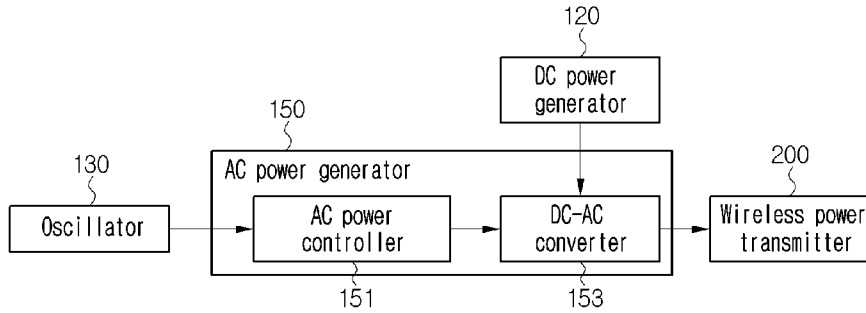 120
DC power
generator
150
130
AC power generator
200
Oscillator
AC power
controller
DC-AC
converter
Wireless power
transmitter
151
153